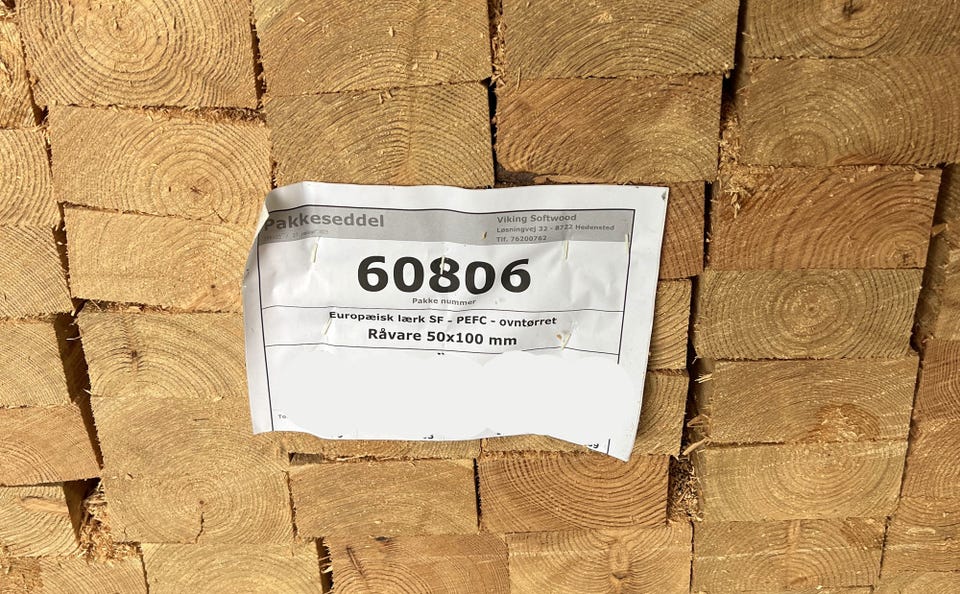 Pakkeseddel
Viking Softwood
Løsningvej 32 - 8722 Hedensted
Tlf. 76200762
60806
Pakke nummer
Europæisk lærk SF - PEFC - ovntørret
Råvare 50x100 mm
To